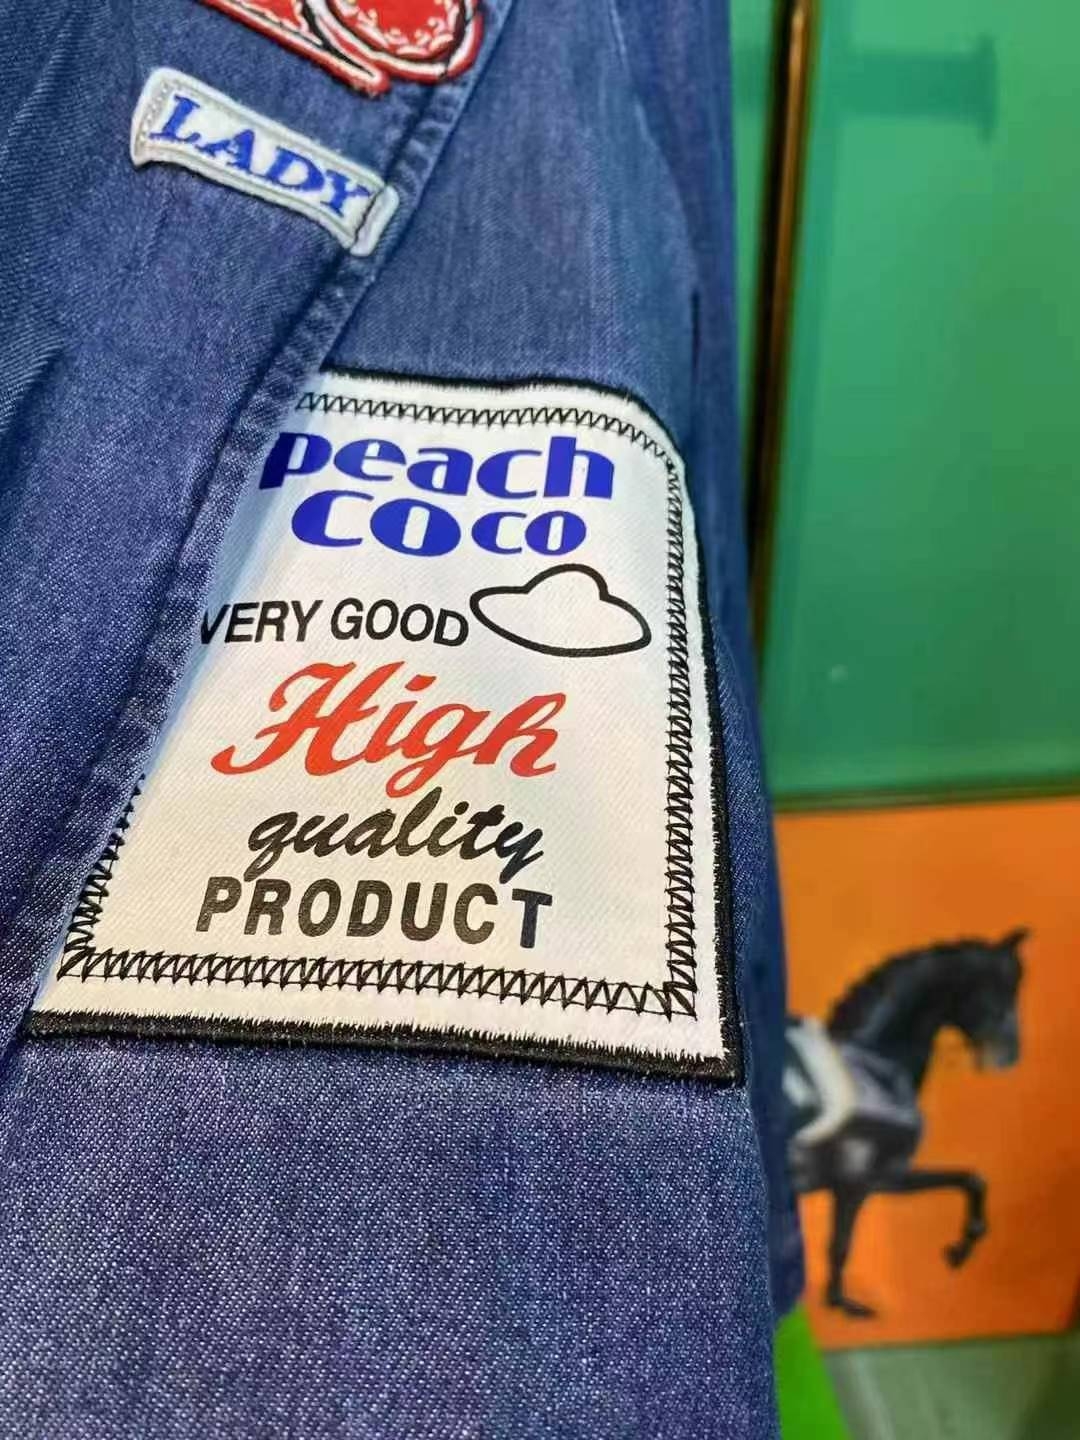 LADY
peach
COCO
VERY GOOD
High
quality
PRODUCT